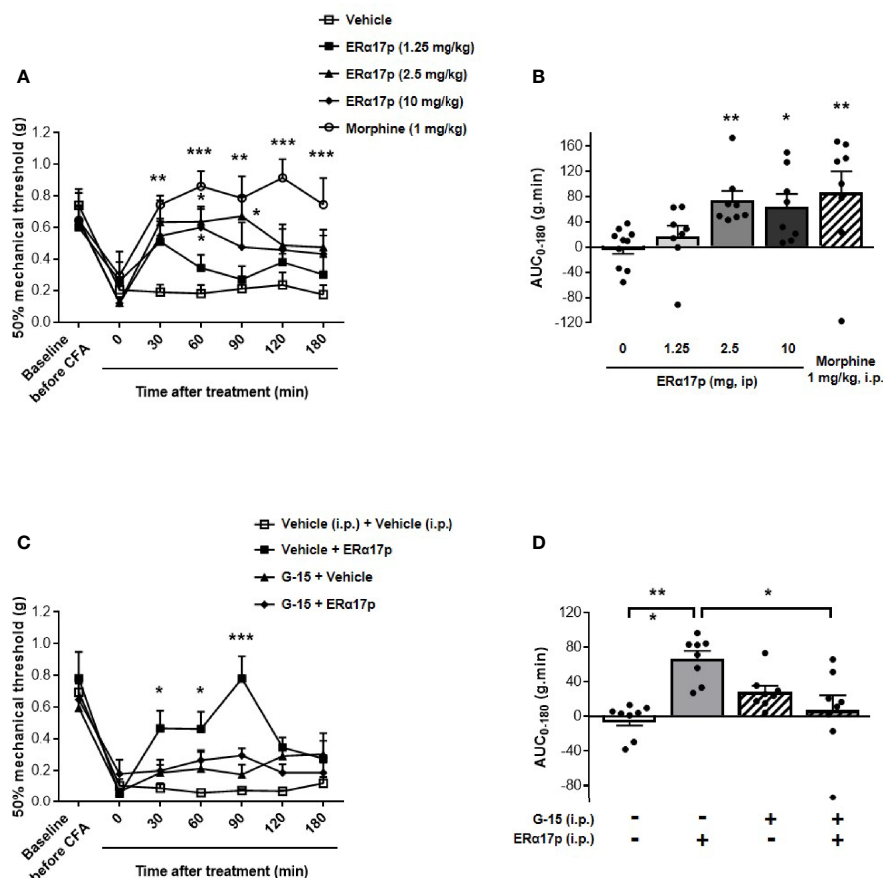 Vehicle
ERα17p (1.25 mg/kg)
ERα17p (2.5 mg/kg)
ERα17p (10 mg/kg)
Morphine (1 mg/kg)
A
50% mechanical threshold (g)
1.2
1.0
0.8
0.6
0.4
0.2
0.0
** *** ** *** ***
*
*
*
Baseline before CFA
0 30 60 90 120 180
Time after treatment (min)
B
AUC0-180 (g.min)
160
120
80
40
0
-40
-80
-120
** * **
0 1.25 2.5 10 Morphine
1 mg/kg, i.p.
ERα17p (mg, ip)
C
Vehicle (i.p.) + Vehicle (i.p.)
Vehicle + ERα17p
G-15 + Vehicle
G-15 + ERα17p
50% mechanical threshold (g)
1.2
1.0
0.8
0.6
0.4
0.2
0.0
* * ***
Baseline before CFA
0 30 60 90 120 180
Time after treatment (min)
D
AUC0-180 (g.min)
120
80
40
0
-40
-80
**
*
*
G-15 (i.p.) - - + +
ERα17p (i.p.) - + - +